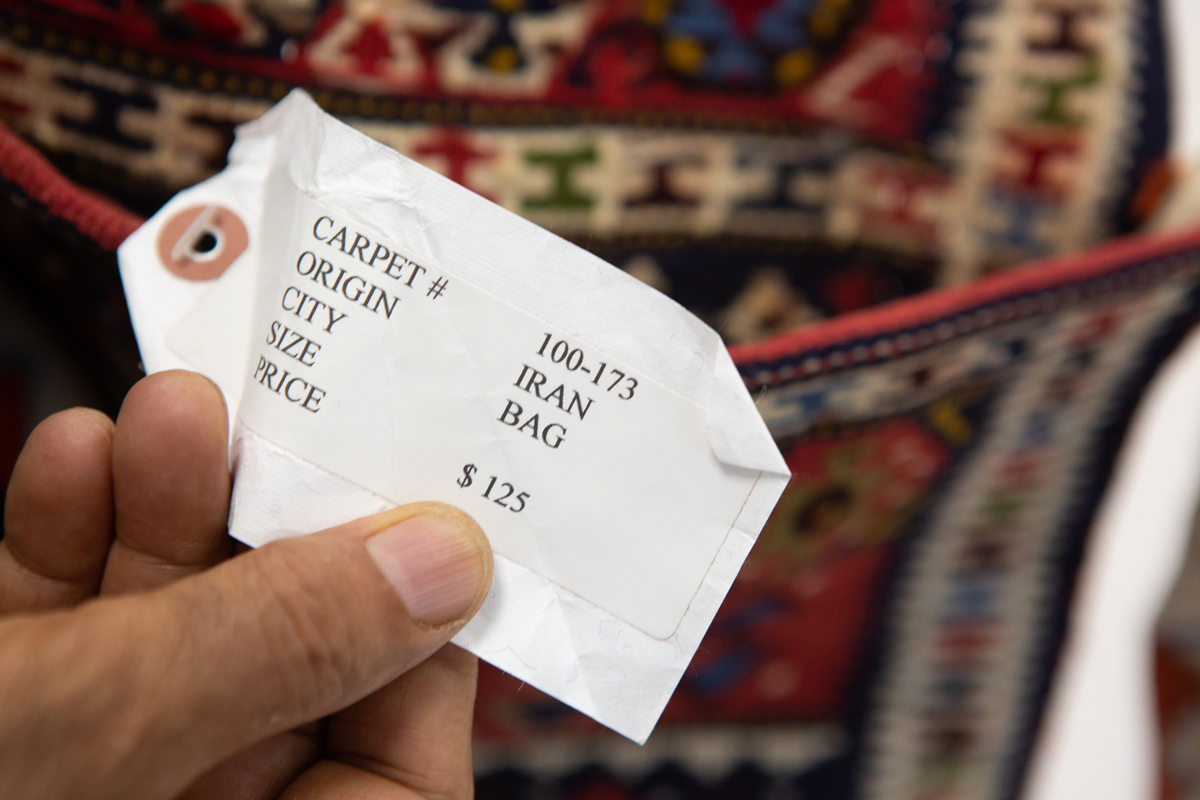 CARPET # 100-173
ORIGIN IRAN
CITY BAG
SIZE
PRICE $ 125